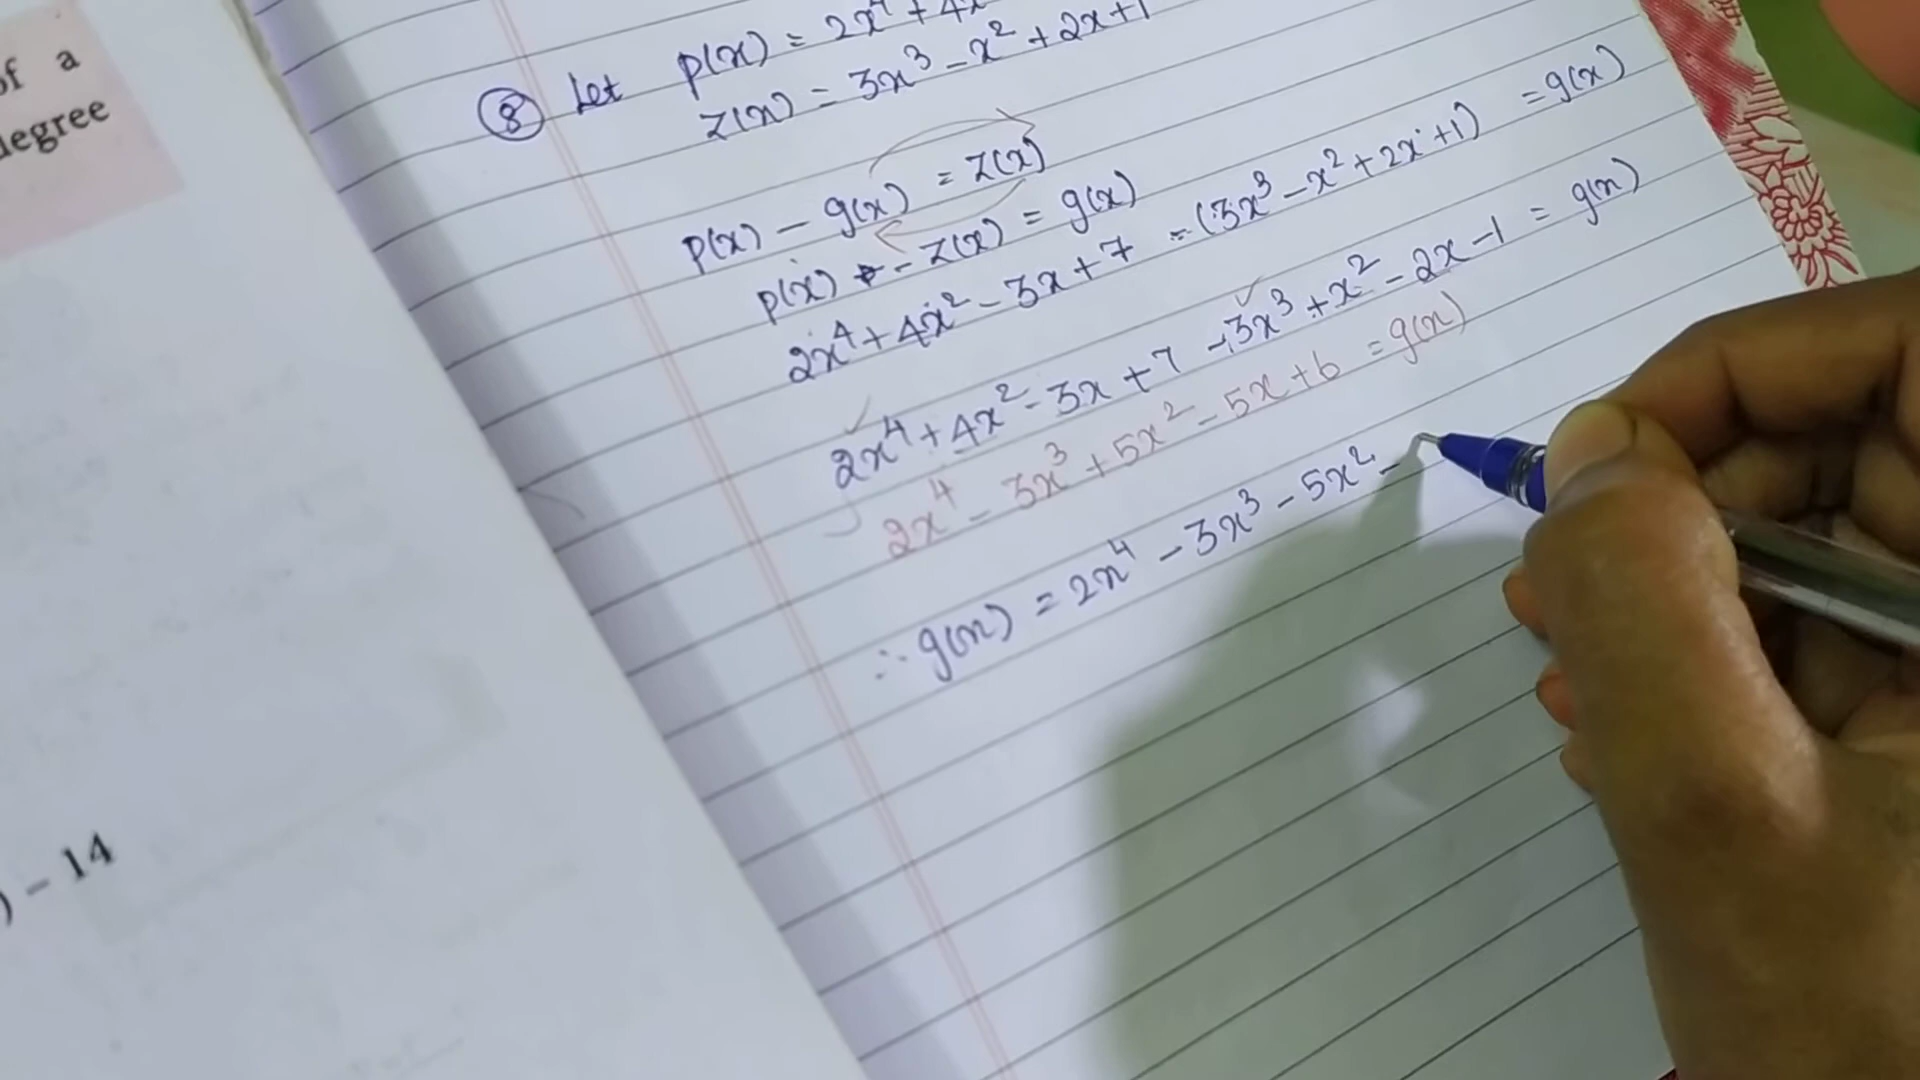 of a
degree
) - 14
⑧ Let p(x) = 2x⁴ + 4x
z(x) = 3x³ - x² + 2x + 1
p(x) - g(x) = z(x)
p(x) - z(x) = g(x)
2x⁴ + 4x² - 3x + 7 - (3x³ - x² + 2x + 1) = g(x)
2x⁴ + 4x² - 3x + 7 - 3x³ + x² - 2x - 1 = g(x)
2x⁴ - 3x³ + 5x² - 5x + 6 = g(x)
∴ g(x) = 2x⁴ - 3x³ - 5x² -